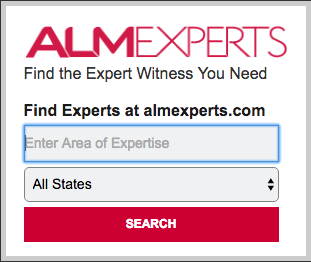 ALMEXPERTS
Find the Expert Witness You Need
Find Experts at almexperts.com
Enter Area of Expertise
All States
SEARCH